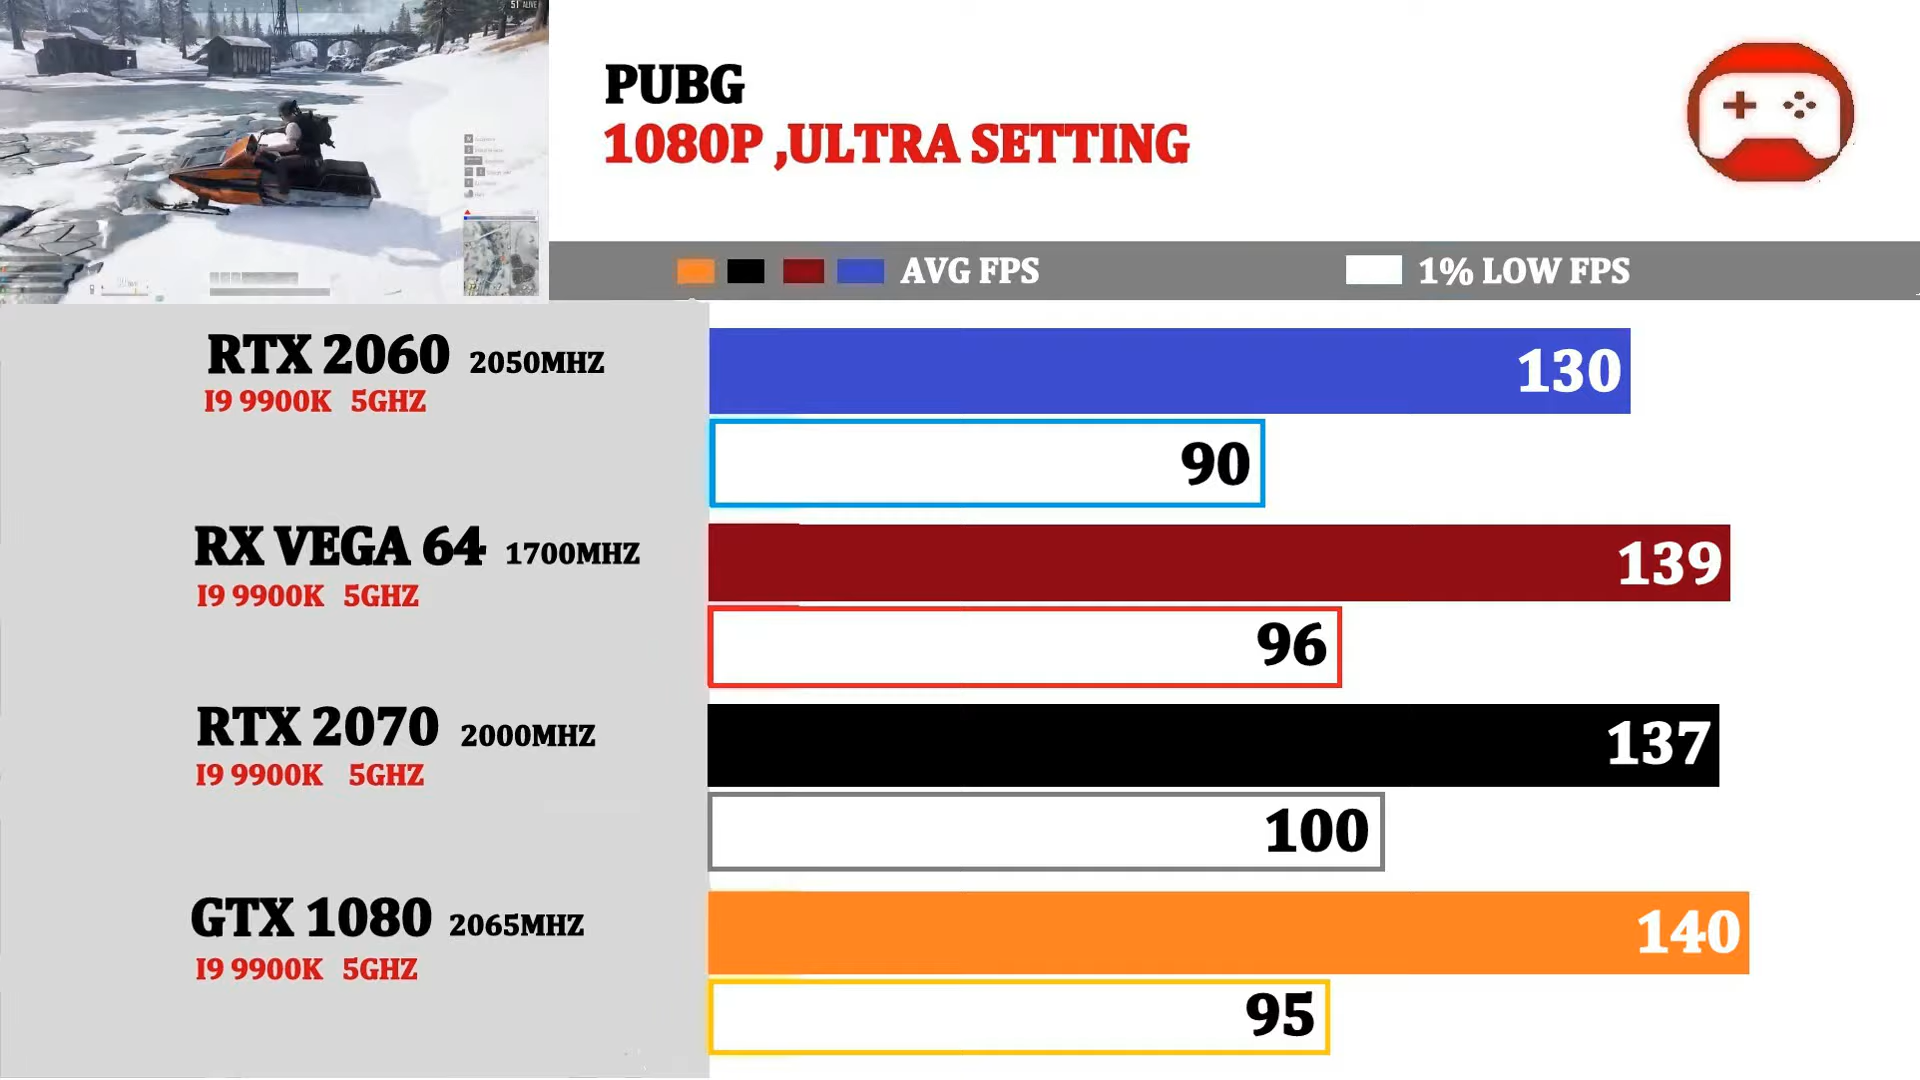 51 ALIVE
PUBG
1080P ,ULTRA SETTING
AVG FPS
1% LOW FPS
RTX 2060 2050MHZ
I9 9900K 5GHZ
130
90
RX VEGA 64 1700MHZ
I9 9900K 5GHZ
139
96
RTX 2070 2000MHZ
I9 9900K 5GHZ
137
100
GTX 1080 2065MHZ
I9 9900K 5GHZ
140
95